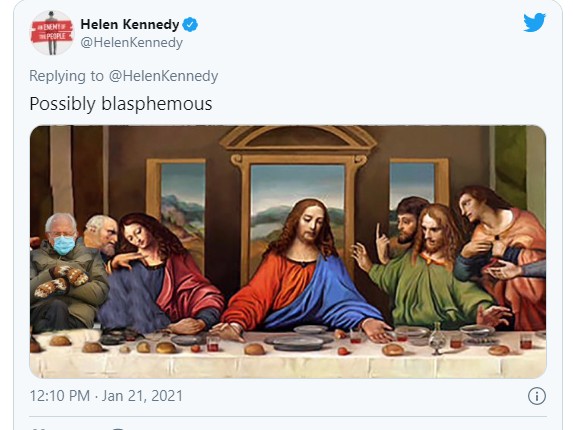 Helen Kennedy
@HelenKennedy
Replying to @HelenKennedy
Possibly blasphemous
12:10 PM · Jan 21, 2021